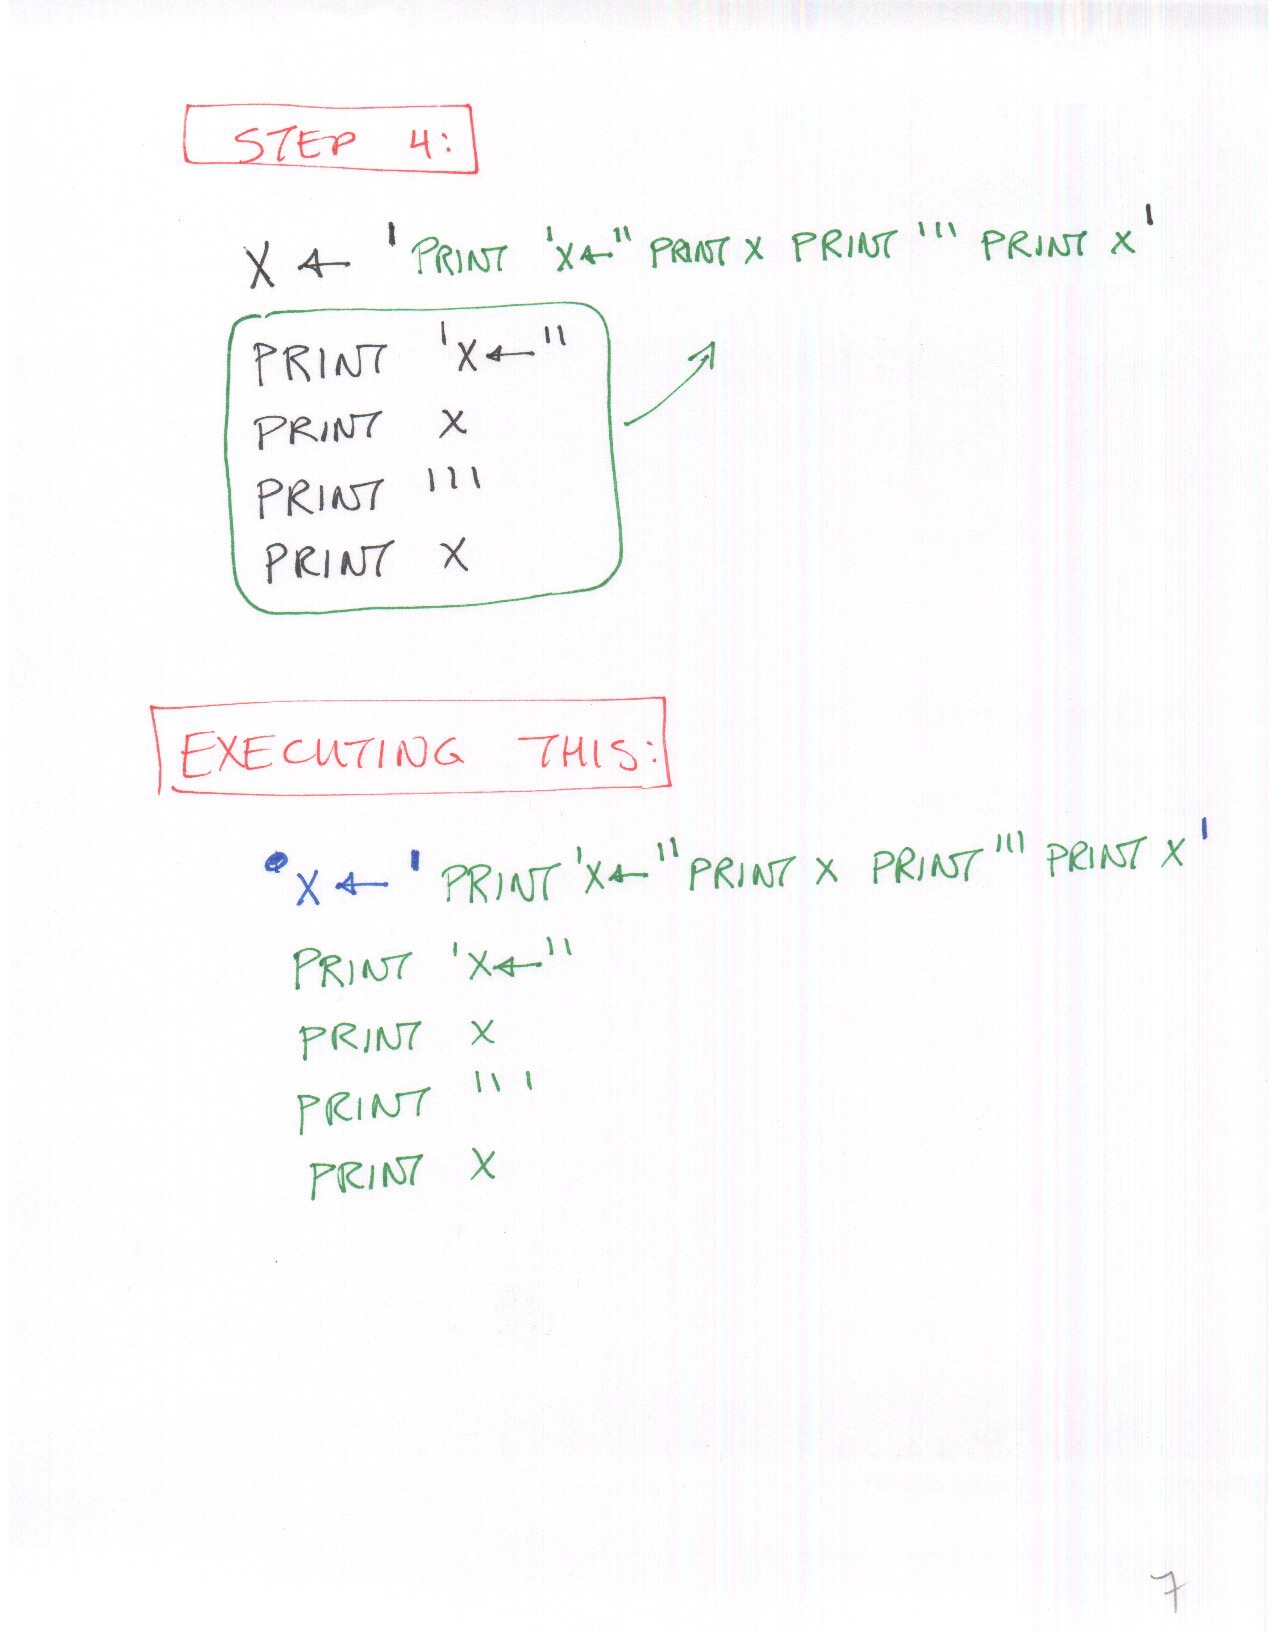 STEP 4:
X ← 'PRINT 'X←'' PRINT X PRINT ''' PRINT X'
PRINT 'X←''
PRINT X
PRINT '''
PRINT X
EXECUTING THIS:
X ← 'PRINT 'X←'' PRINT X PRINT ''' PRINT X'
PRINT 'X←''
PRINT X
PRINT '''
PRINT X
7